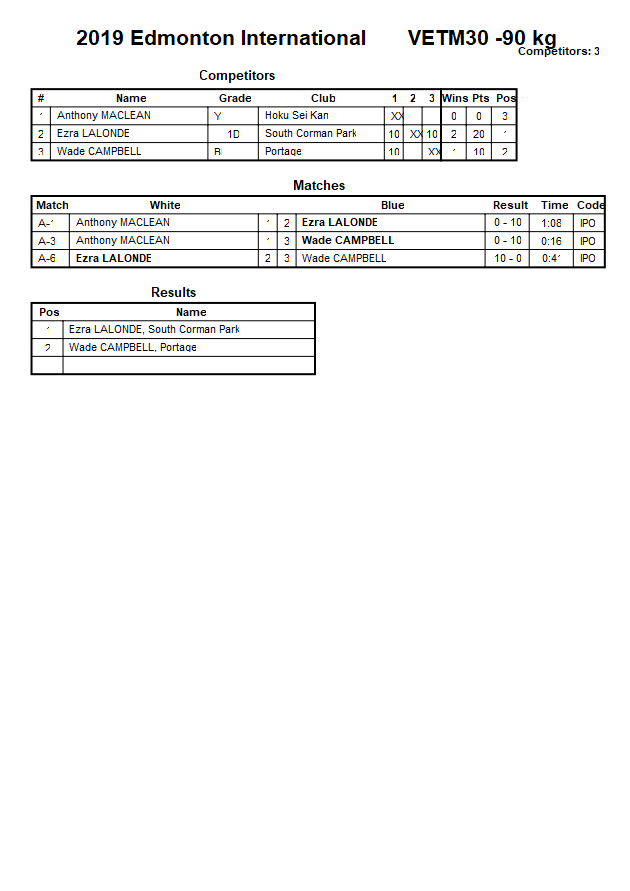 2019 Edmonton International VETM30 -90 kg
Competitors: 3
Competitors
# Name Grade Club 1 2 3 Wins Pts Pos
1 Anthony MACLEAN Y Hoku Sei Kan XX 0 0 3
2 Ezra LALONDE 1D South Corman Park 10 XX 10 2 20 1
3 Wade CAMPBELL Portage 10 XX 1 10 2
Matches
Match White Blue Result Time Code
A-1 Anthony MACLEAN 1 2 Ezra LALONDE 0 - 10 1:08 IPO
A-3 Anthony MACLEAN 1 3 Wade CAMPBELL 0 - 10 0:16 IPO
A-6 Ezra LALONDE 2 3 Wade CAMPBELL 10 - 0 0:41 IPO
Results
Pos Name
1 Ezra LALONDE, South Corman Park
2 Wade CAMPBELL, Portage